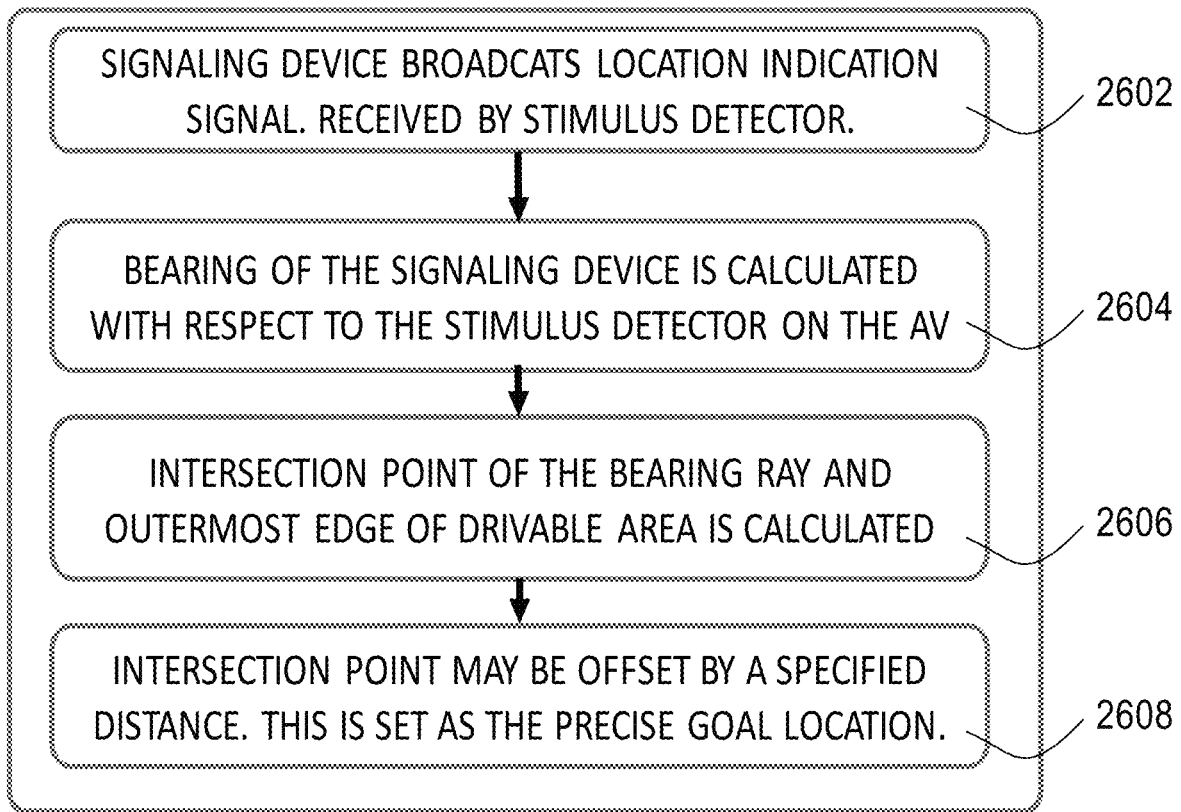 SIGNALING DEVICE BROADCATS LOCATION INDICATION
SIGNAL. RECEIVED BY STIMULUS DETECTOR.
2602
BEARING OF THE SIGNALING DEVICE IS CALCULATED
WITH RESPECT TO THE STIMULUS DETECTOR ON THE AV
2604
INTERSECTION POINT OF THE BEARING RAY AND
OUTERMOST EDGE OF DRIVABLE AREA IS CALCULATED
2606
INTERSECTION POINT MAY BE OFFSET BY A SPECIFIED
DISTANCE. THIS IS SET AS THE PRECISE GOAL LOCATION.
2608